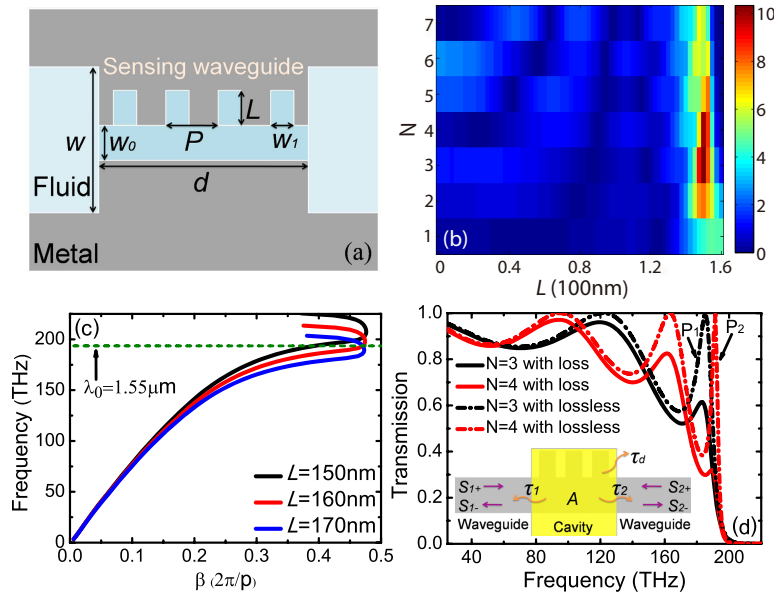 Sensing waveguide
L
w
w₀
P
w₁
d
Fluid
Metal
(a)
7
6
5
4
3
2
1
N
0
0.4
0.8
1.2
1.6
L (100nm)
(b)
10
8
6
4
2
0
(c)
Frequency (THz)
200
150
100
50
0
λ₀=1.55μm
L=150nm
L=160nm
L=170nm
0.0
0.1
0.2
0.3
0.4
0.5
β (2π/p)
Transmission
1.0
0.8
0.6
0.4
0.2
0.0
P₁
P₂
N=3 with loss
N=4 with loss
N=3 with lossless
N=4 with lossless
τd
S1+
S1-
τ1
A
τ2
S2+
S2-
Waveguide
Cavity
Waveguide
(d)
40
80
120
160
200
Frequency (THz)